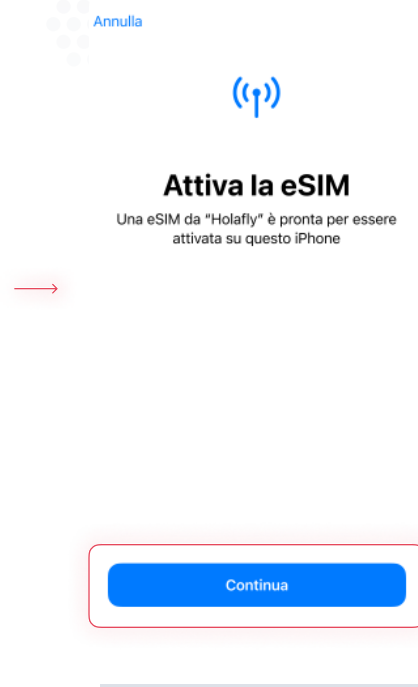 Annulla
Attiva la eSIM
Una eSIM da “Holafly” è pronta per essere
attivata su questo iPhone
Continua